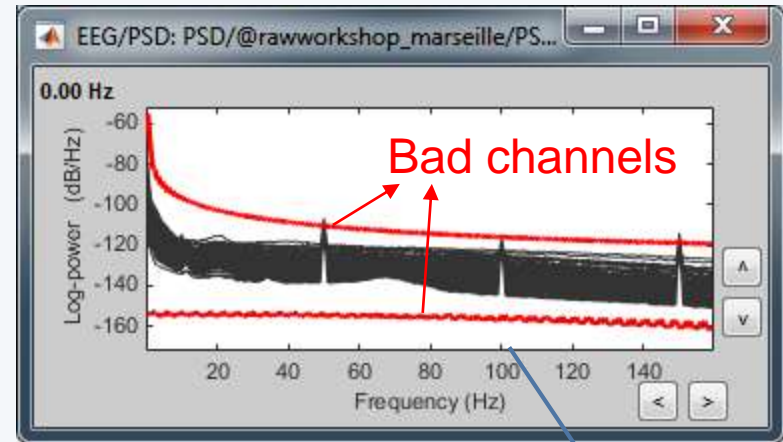 EEG/PSD: PSD/@rawworkshop_marseille/PS...
0.00 Hz
Bad channels
Log-power (dB/Hz)
-60
-80
-100
-120
-140
-160
20 40 60 80 100 120 140
Frequency (Hz)
< >